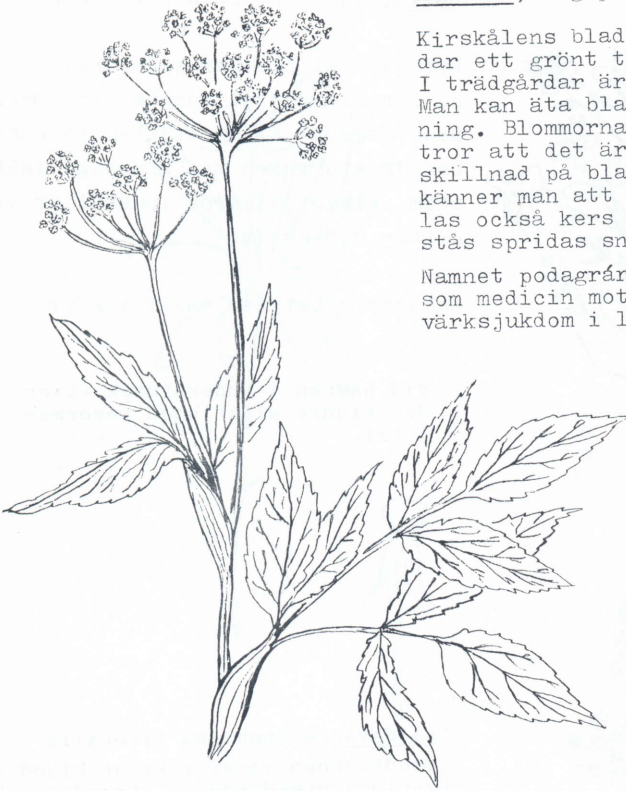 Kirskålens blad
dar ett grönt t
I trädgårdar är
Man kan äta bla
ning. Blommorna
tror att det är
skillnad på bla
känner man att
las också kers
stås spridas sn
Namnet podagrár
som medicin mot
värksjukdom i l